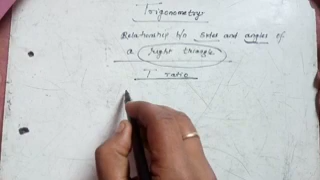 Trigonometry
Relationship b/n sides and angles of
a right triangle
T ratio